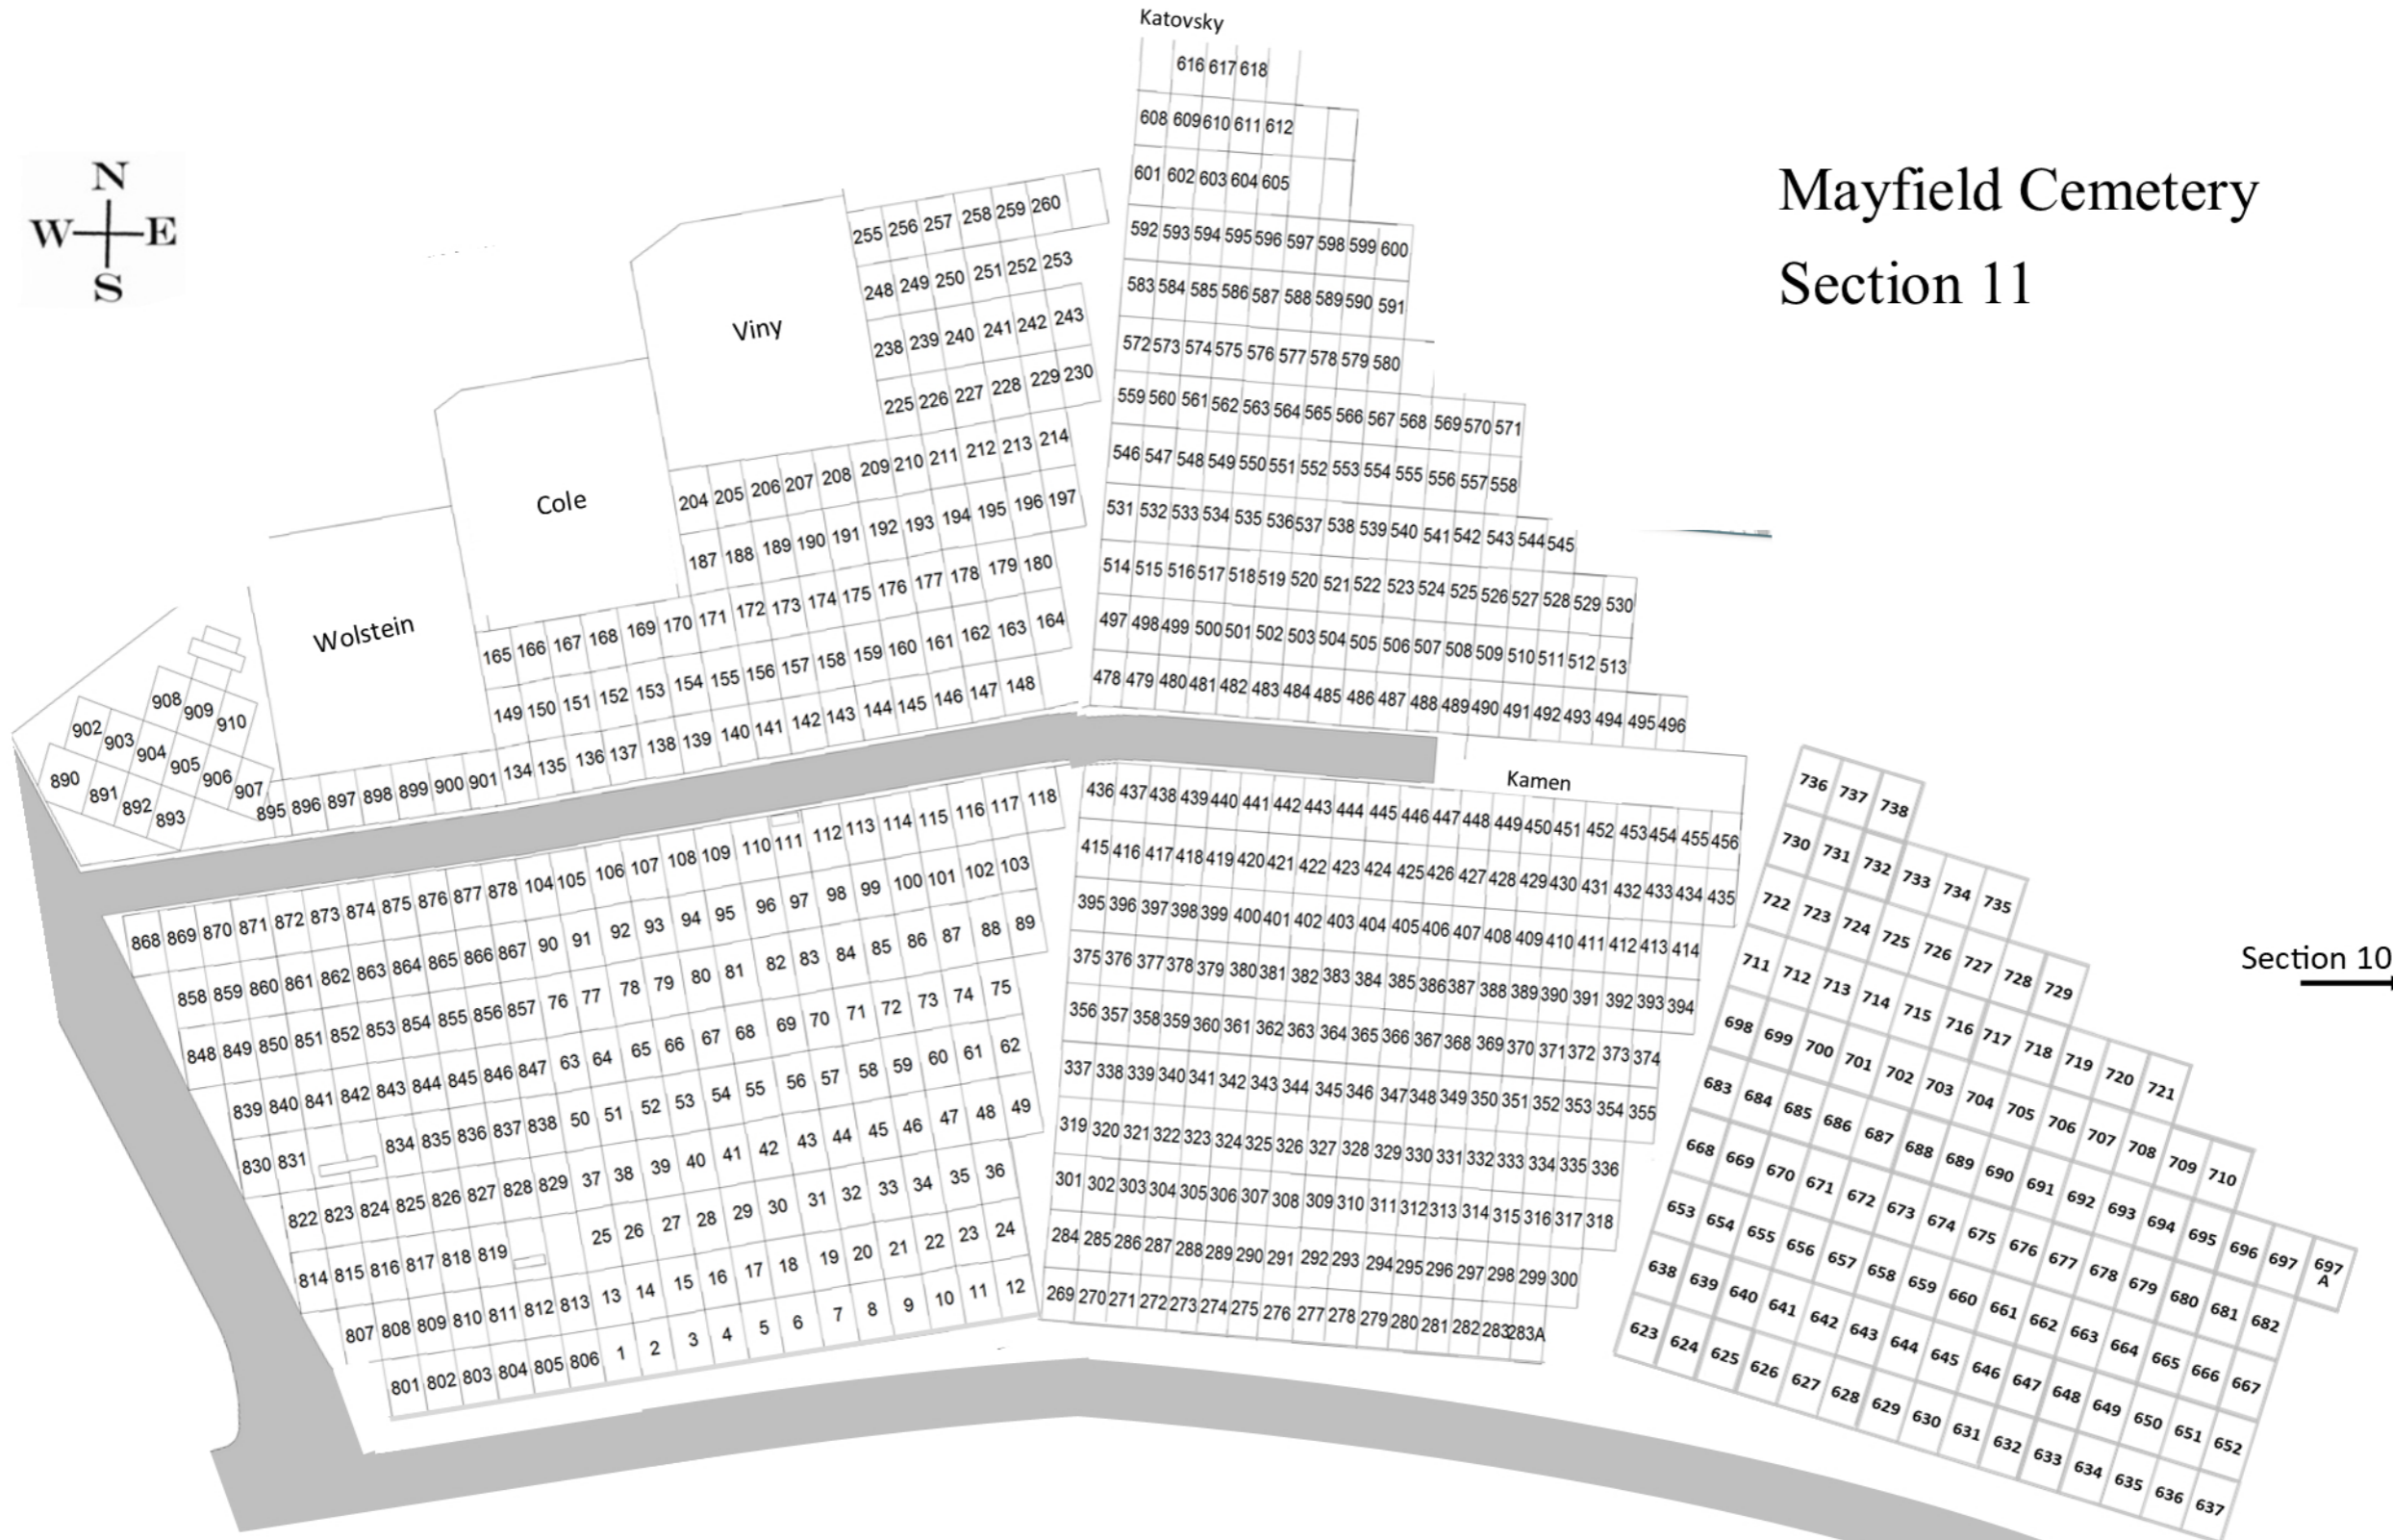 Katovsky
616 617 618
608 609 610 611 612
601 602 603 604 605
592 593 594 595 596 597 598 599 600
583 584 585 586 587 588 589 590 591
572 573 574 575 576 577 578 579 580
559 560 561 562 563 564 565 566 567 568 569 570 571
546 547 548 549 550 551 552 553 554 555 556 557 558
531 532 533 534 535 536 537 538 539 540 541 542 543 544 545
514 515 516 517 518 519 520 521 522 523 524 525 526 527 528 529 530
497 498 499 500 501 502 503 504 505 506 507 508 509 510 511 512 513
478 479 480 481 482 483 484 485 486 487 488 489 490 491 492 493 494 495 496
Mayfield Cemetery
Section 11
N
W E
S
Viny
Cole
Wolstein
255 256 257 258 259 260
248 249 250 251 252 253
238 239 240 241 242 243
225 226 227 228 229 230
204 205 206 207 208 209 210 211 212 213 214
187 188 189 190 191 192 193 194 195 196 197
165 166 167 168 169 170 171 172 173 174 175 176 177 178 179 180
149 150 151 152 153 154 155 156 157 158 159 160 161 162 163 164
895 896 897 898 899 900 901 134 135 136 137 138 139 140 141 142 143 144 145 146 147 148
908 909 910
902 903 904 905 906 907
890 891 892 893
868 869 870 871 872 873 874 875 876 877 878 104 105 106 107 108 109 110 111 112 113 114 115 116 117 118
858 859 860 861 862 863 864 865 866 867 90 91 92 93 94 95 96 97 98 99 100 101 102 103
848 849 850 851 852 853 854 855 856 857 76 77 78 79 80 81 82 83 84 85 86 87 88 89
839 840 841 842 843 844 845 846 847 63 64 65 66 67 68 69 70 71 72 73 74 75
830 831 834 835 836 837 838 50 51 52 53 54 55 56 57 58 59 60 61 62
822 823 824 825 826 827 828 829 37 38 39 40 41 42 43 44 45 46 47 48 49
814 815 816 817 818 819 25 26 27 28 29 30 31 32 33 34 35 36
807 808 809 810 811 812 813 13 14 15 16 17 18 19 20 21 22 23 24
801 802 803 804 805 806 1 2 3 4 5 6 7 8 9 10 11 12
Kamen
436 437 438 439 440 441 442 443 444 445 446 447 448 449 450 451 452 453 454 455 456
415 416 417 418 419 420 421 422 423 424 425 426 427 428 429 430 431 432 433 434 435
395 396 397 398 399 400 401 402 403 404 405 406 407 408 409 410 411 412 413 414
375 376 377 378 379 380 381 382 383 384 385 386 387 388 389 390 391 392 393 394
356 357 358 359 360 361 362 363 364 365 366 367 368 369 370 371 372 373 374
337 338 339 340 341 342 343 344 345 346 347 348 349 350 351 352 353 354 355
319 320 321 322 323 324 325 326 327 328 329 330 331 332 333 334 335 336
301 302 303 304 305 306 307 308 309 310 311 312 313 314 315 316 317 318
284 285 286 287 288 289 290 291 292 293 294 295 296 297 298 299 300
269 270 271 272 273 274 275 276 277 278 279 280 281 282 283 283A
736 737 738
730 731 732 733 734 735
722 723 724 725 726 727 728 729
711 712 713 714 715 716 717 718 719 720 721
698 699 700 701 702 703 704 705 706 707 708 709 710
683 684 685 686 687 688 689 690 691 692 693 694 695 696 697 697
A
668 669 670 671 672 673 674 675 676 677 678 679 680 681 682
653 654 655 656 657 658 659 660 661 662 663 664 665 666 667
638 639 640 641 642 643 644 645 646 647 648 649 650 651 652
623 624 625 626 627 628 629 630 631 632 633 634 635 636 637
Section 10